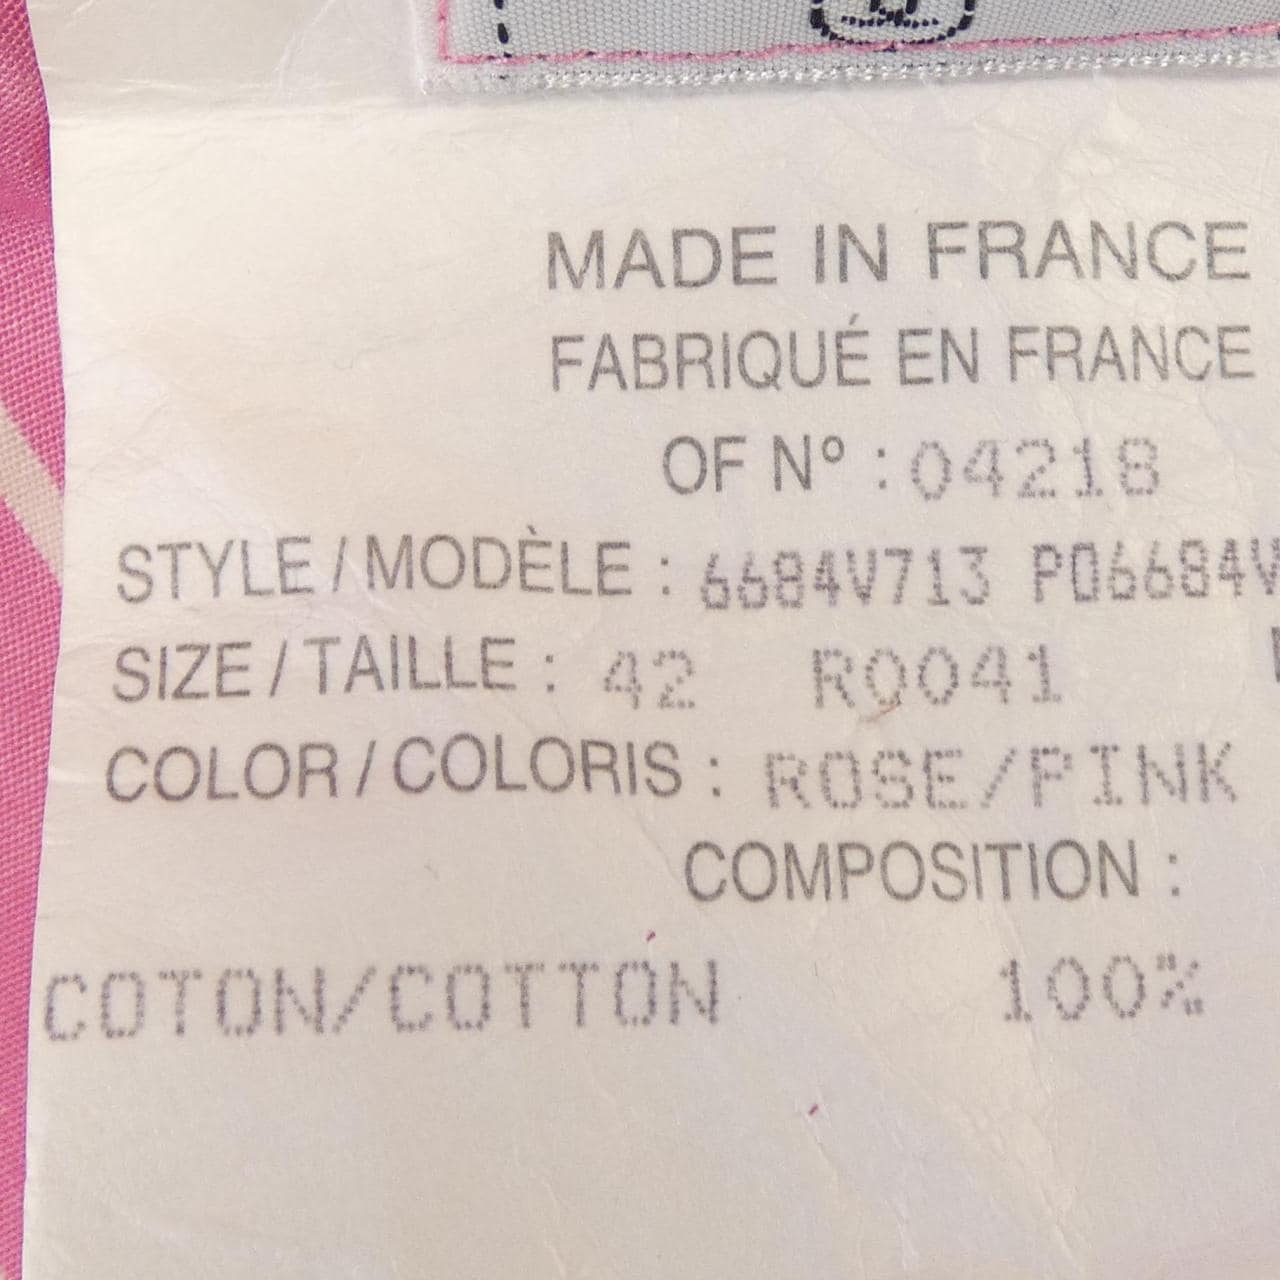 MADE IN FRANCE
FABRIQUÉ EN FRANCE
OF Nº : 04218
STYLE / MODÈLE : 6684V713 P06684V
SIZE / TAILLE : 42 R0041
COLOR / COLORIS : ROSE/PINK
COMPOSITION :
COTON/COTTON 100%